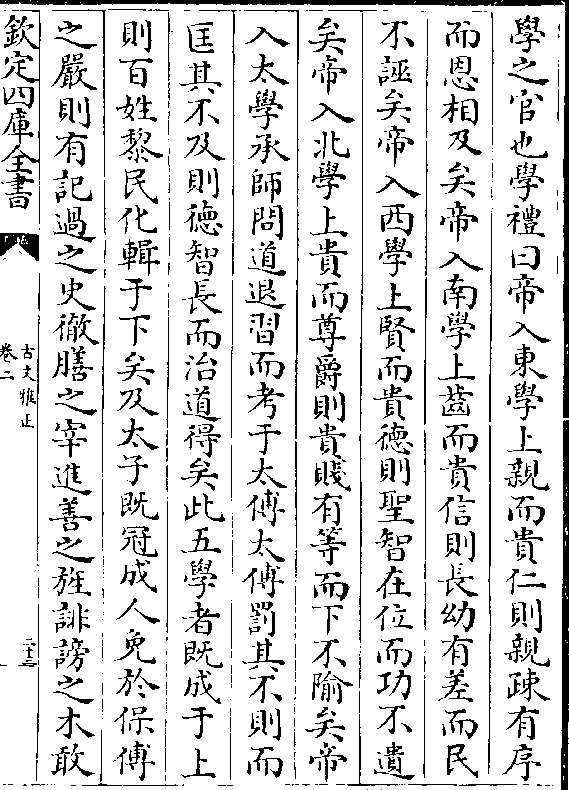 學之官也學禮曰帝入東學上親而貴仁則親疎有序
而恩相及矣帝入南學上齒而貴信則長幼有差而民
不誣矣帝入西學上賢而貴德則聖智在位而功不遺
矣帝入北學上貴而尊爵則貴賤有等而下不隃矣帝
入太學承師問道退習而考于太傅太傅罰其不則而
匡其不及則德智長而治道得矣此五學者既成于上
則百姓黎民化輯于下矣及太子既冠成人免於保傅
之嚴則有記過之史徹膳之宰進善之旌誹謗之木敢
欽定四庫全書
古文雅正
卷二
二十三